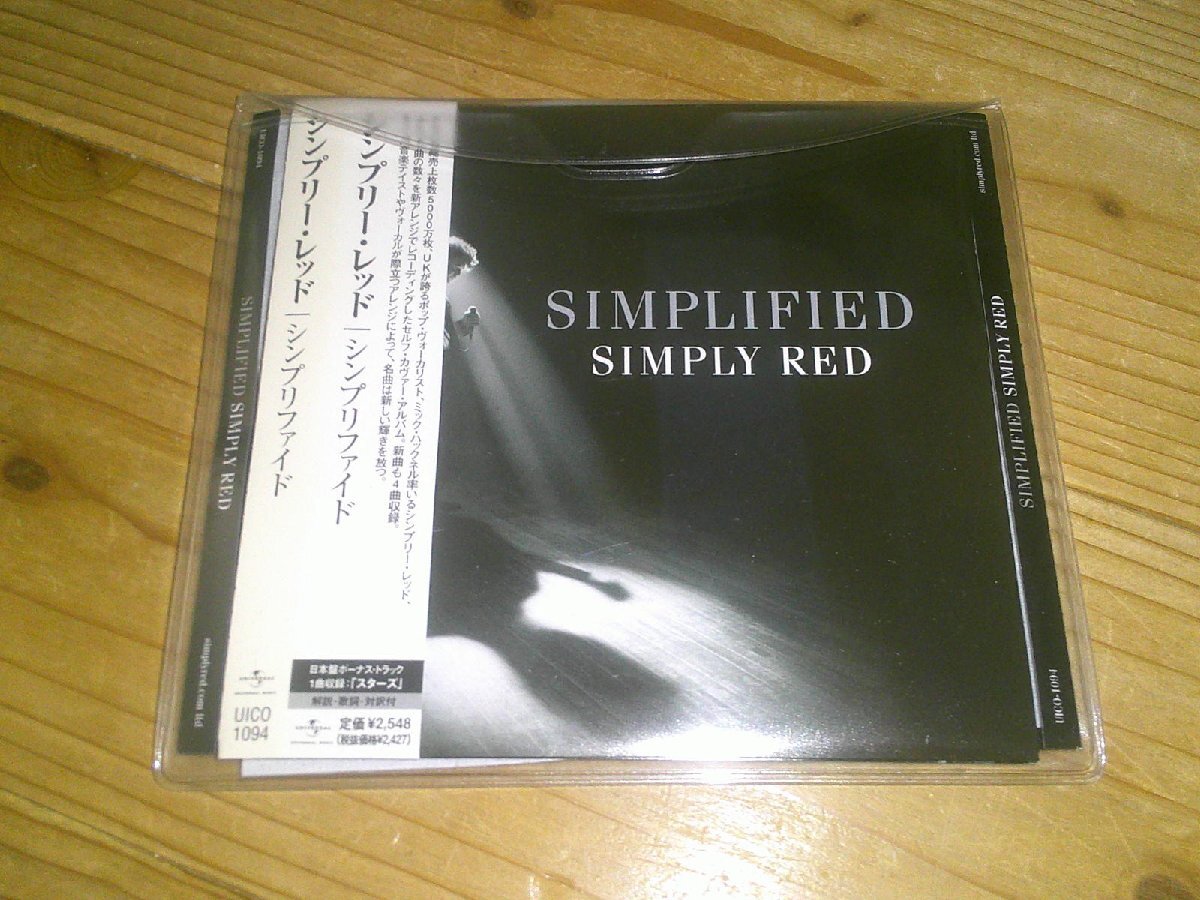 シンプリー・レッド|シンプリファイド
シンプリー・レッド|シンプリファイド
売上枚数5000万枚、UKが誇るポップ・ヴォーカリスト、ミック・ハックネル率いるシンプリー・レッド、
曲の数々を新アレンジでレコーディングしたセルフ・カヴァー・アルバム。新曲も4曲収録。
音楽テイストやヴォーカルが際立つアレンジによって、名曲は新しい輝きを放つ。
日本盤ボーナス・トラック
1曲収録:「スターズ」
解説・歌詞・対訳付
UNIVERSAL
UICO
1094
UNIVERSAL
定価¥2,548
(税抜価格¥2,427)
SIMPLIFIED
SIMPLY RED
UICO-1094
SIMPLIFIED SIMPLY RED
simplyred.com ltd
simplyred.com ltd
SIMPLIFIED SIMPLY RED
UICO-1094